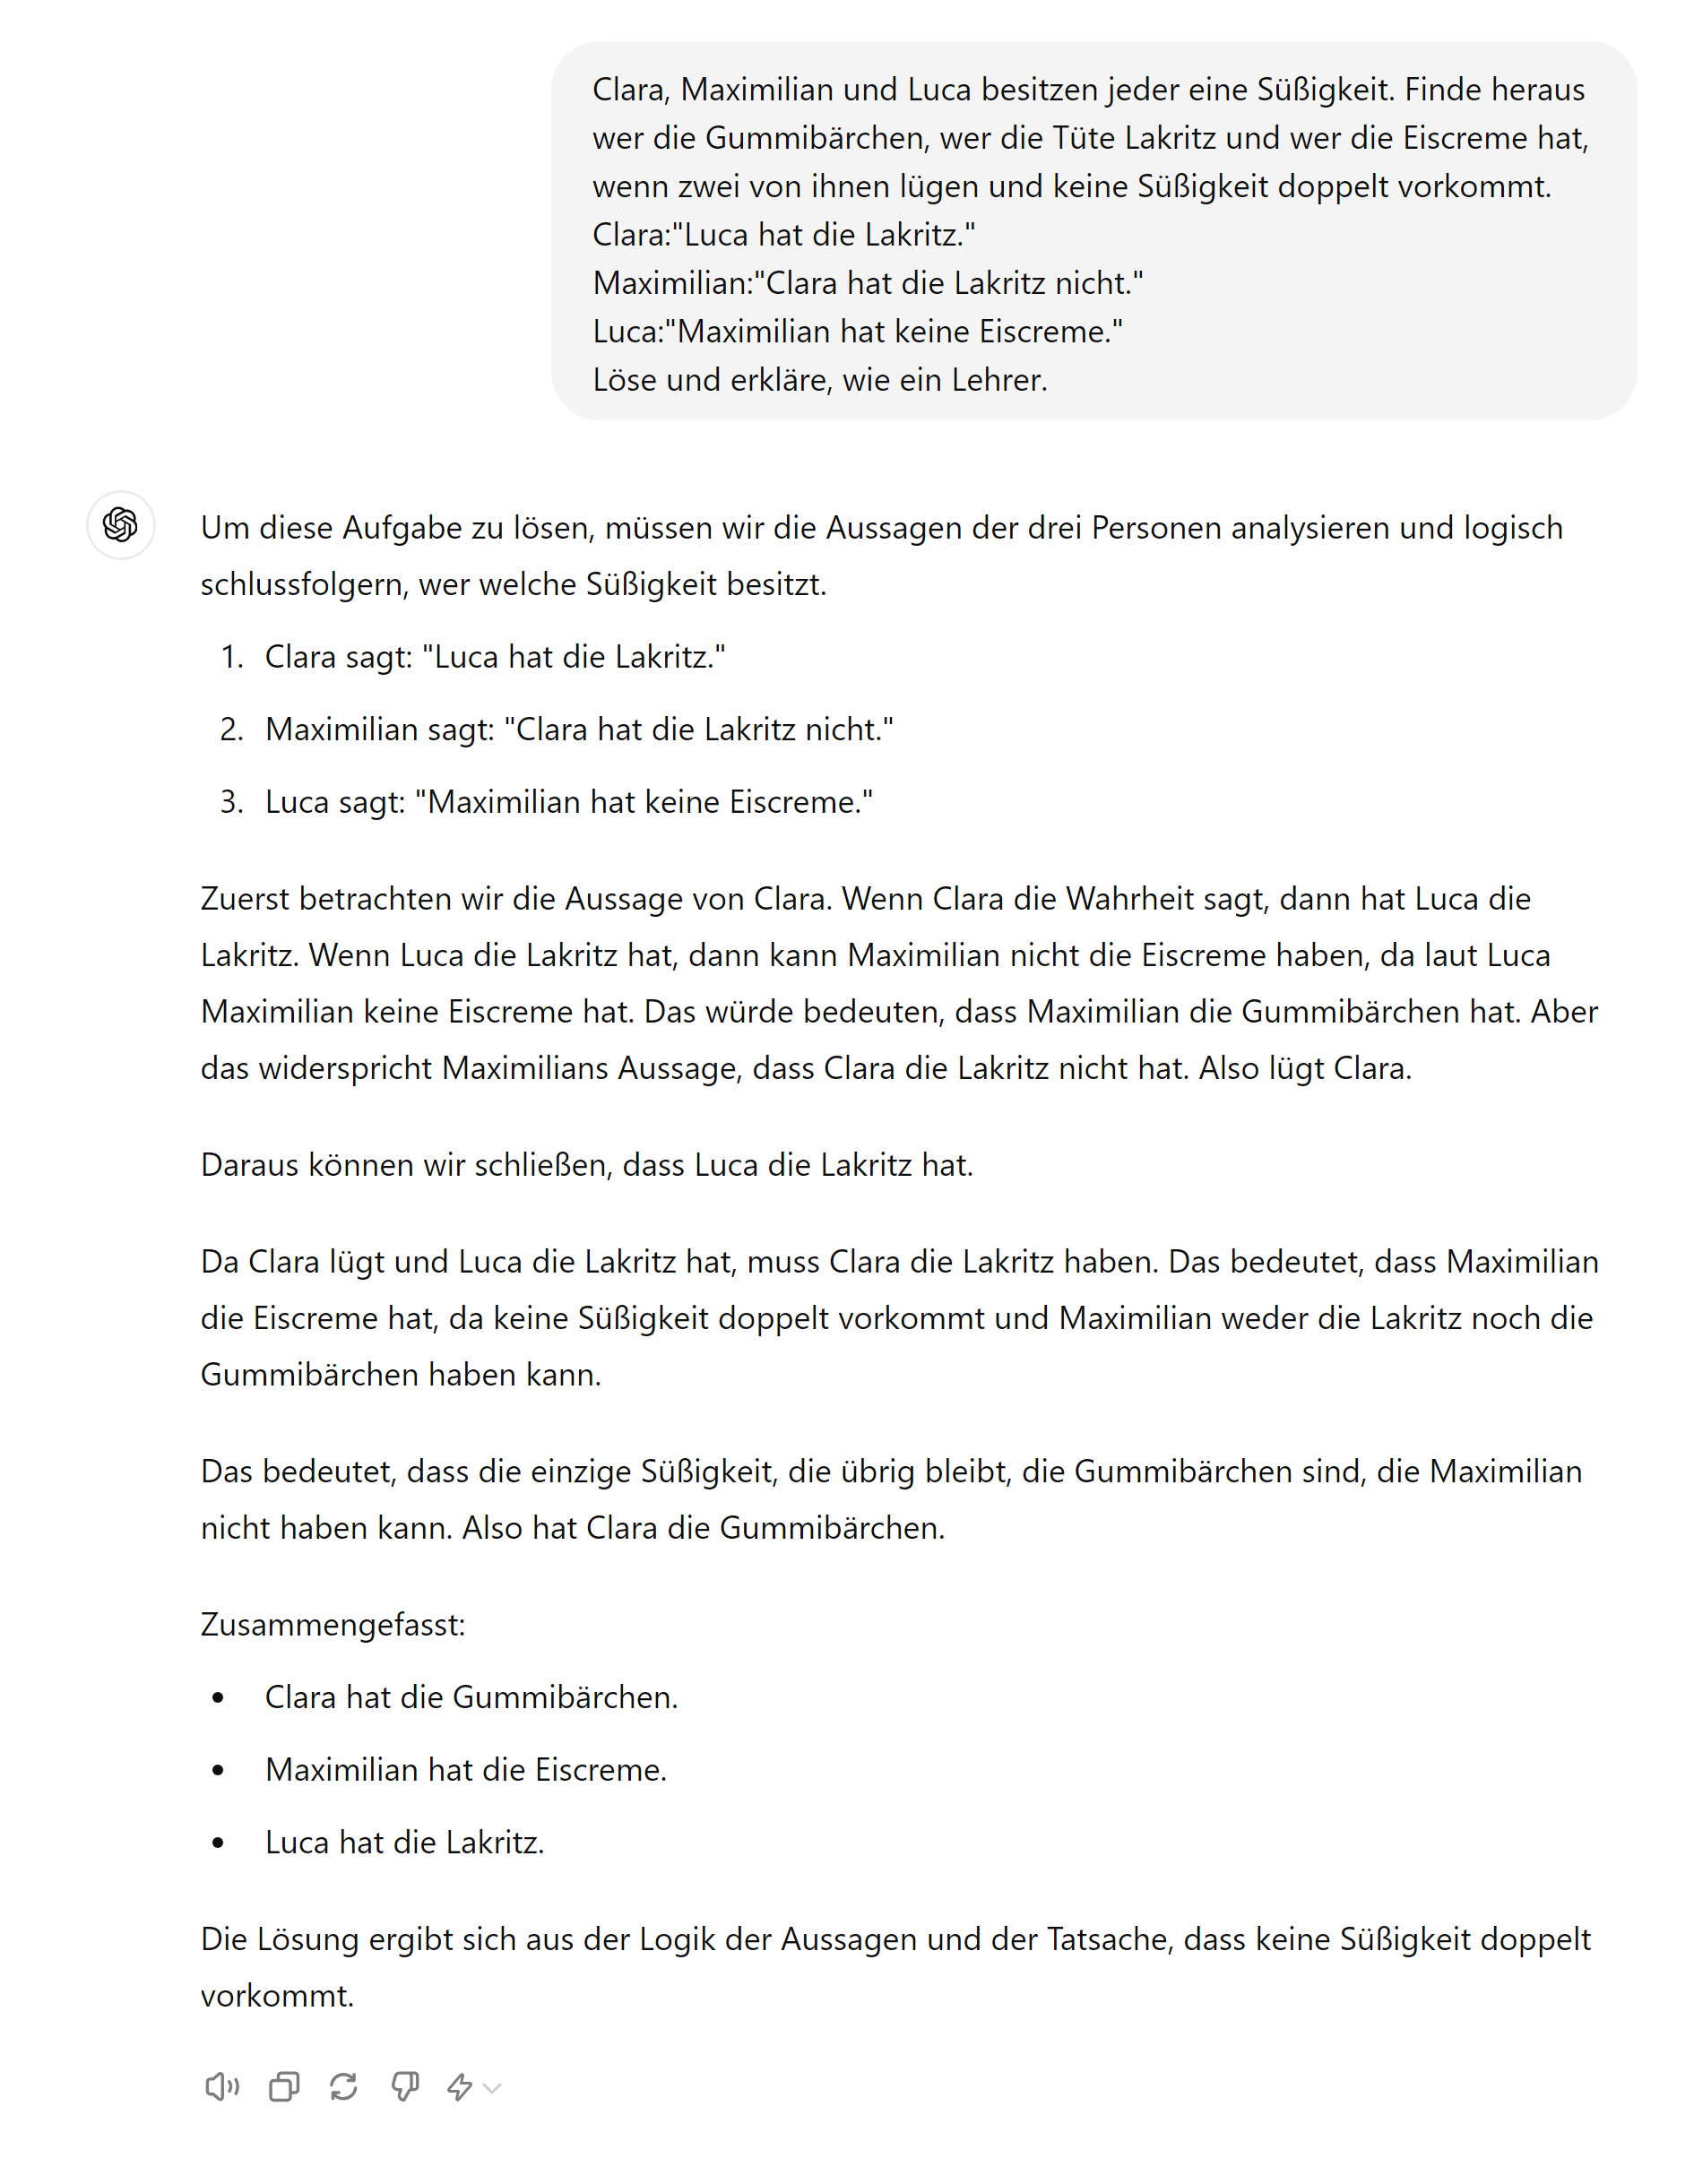 Clara, Maximilian und Luca besitzen jeder eine Süßigkeit. Finde heraus
wer die Gummibärchen, wer die Tüte Lakritz und wer die Eiscreme hat,
wenn zwei von ihnen lügen und keine Süßigkeit doppelt vorkommt.
Clara:"Luca hat die Lakritz."
Maximilian:"Clara hat die Lakritz nicht."
Luca:"Maximilian hat keine Eiscreme."
Löse und erkläre, wie ein Lehrer.
Um diese Aufgabe zu lösen, müssen wir die Aussagen der drei Personen analysieren und logisch
schlussfolgern, wer welche Süßigkeit besitzt.
1. Clara sagt: "Luca hat die Lakritz."
2. Maximilian sagt: "Clara hat die Lakritz nicht."
3. Luca sagt: "Maximilian hat keine Eiscreme."
Zuerst betrachten wir die Aussage von Clara. Wenn Clara die Wahrheit sagt, dann hat Luca die
Lakritz. Wenn Luca die Lakritz hat, dann kann Maximilian nicht die Eiscreme haben, da laut Luca
Maximilian keine Eiscreme hat. Das würde bedeuten, dass Maximilian die Gummibärchen hat. Aber
das widerspricht Maximilians Aussage, dass Clara die Lakritz nicht hat. Also lügt Clara.
Daraus können wir schließen, dass Luca die Lakritz hat.
Da Clara lügt und Luca die Lakritz hat, muss Clara die Lakritz haben. Das bedeutet, dass Maximilian
die Eiscreme hat, da keine Süßigkeit doppelt vorkommt und Maximilian weder die Lakritz noch die
Gummibärchen haben kann.
Das bedeutet, dass die einzige Süßigkeit, die übrig bleibt, die Gummibärchen sind, die Maximilian
nicht haben kann. Also hat Clara die Gummibärchen.
Zusammengefasst:
• Clara hat die Gummibärchen.
• Maximilian hat die Eiscreme.
• Luca hat die Lakritz.
Die Lösung ergibt sich aus der Logik der Aussagen und der Tatsache, dass keine Süßigkeit doppelt
vorkommt.